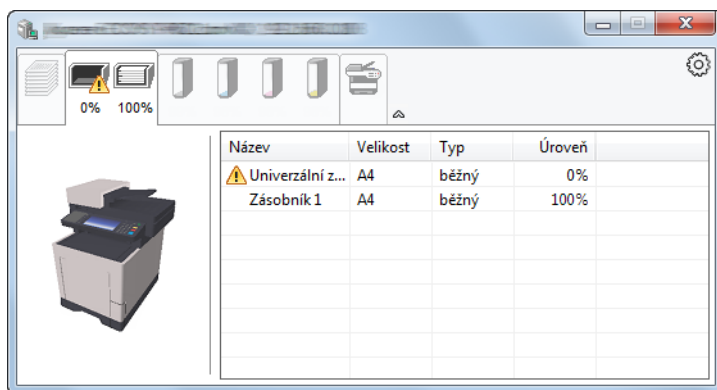 0% 100%
Název Velikost Typ Úroveň
Univerzální z... A4 běžný 0%
Zásobník 1 A4 běžný 100%